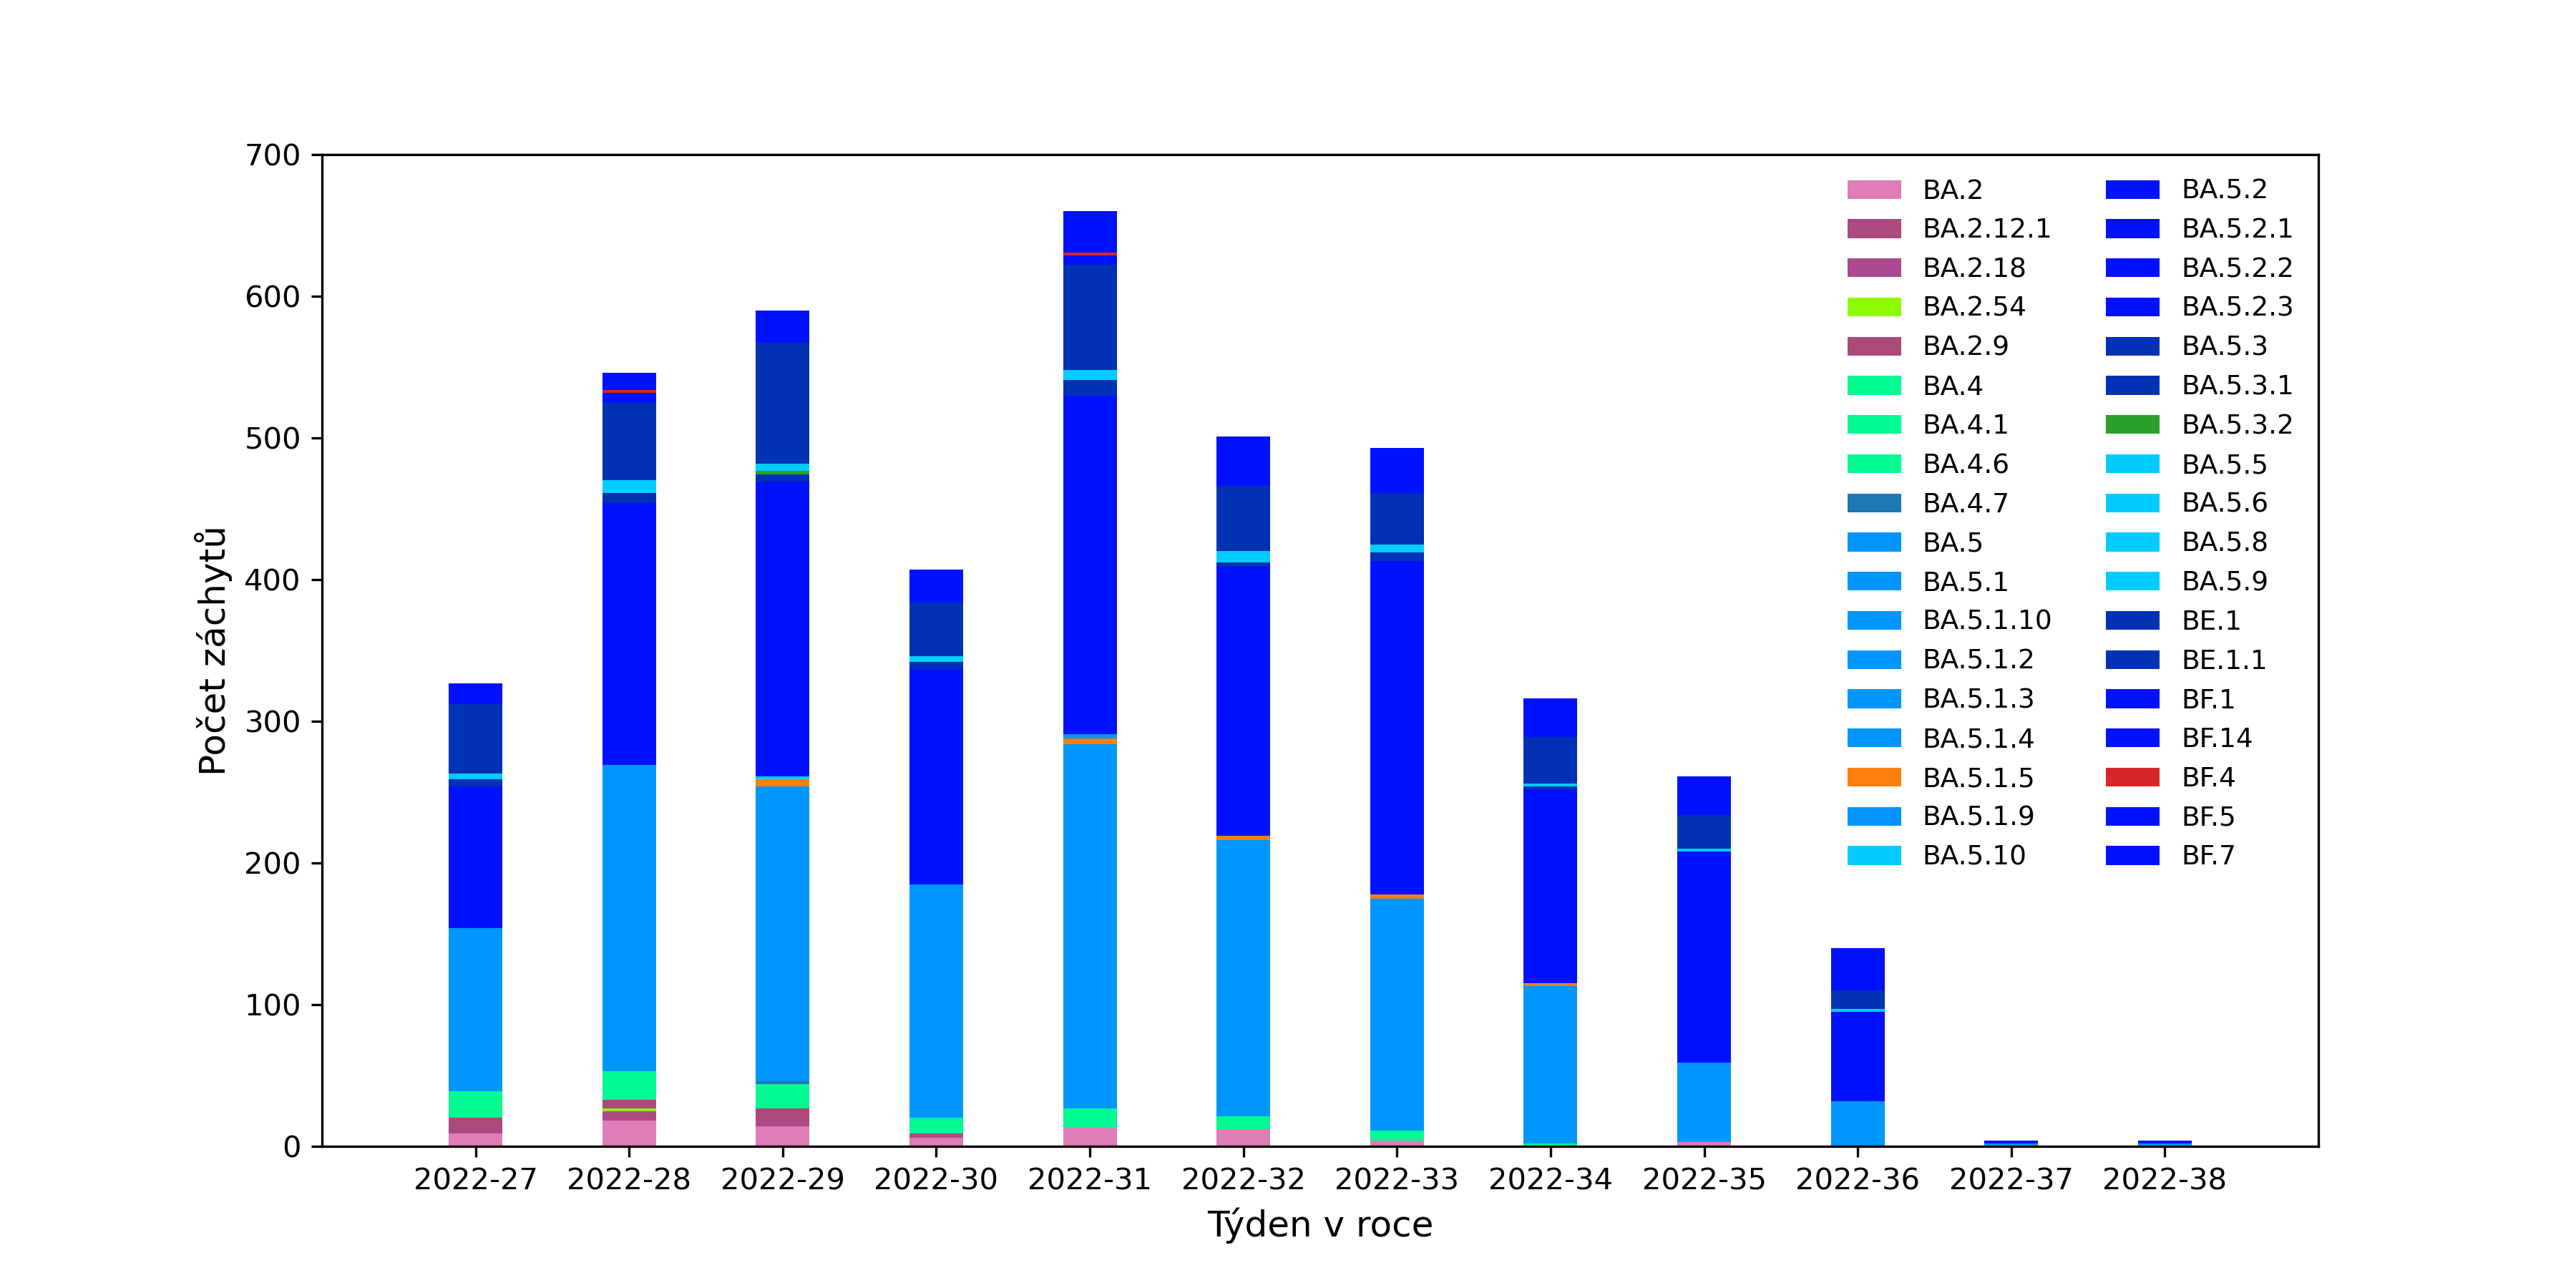 700
600
500
400
300
200
100
0
Počet záchytů
2022-27
2022-28
2022-29
2022-30
2022-31
2022-32
2022-33
2022-34
2022-35
2022-36
2022-37
2022-38
Týden v roce
BA.2
BA.2.12.1
BA.2.18
BA.2.54
BA.2.9
BA.4
BA.4.1
BA.4.6
BA.4.7
BA.5
BA.5.1
BA.5.1.10
BA.5.1.2
BA.5.1.3
BA.5.1.4
BA.5.1.5
BA.5.1.9
BA.5.10
BA.5.2
BA.5.2.1
BA.5.2.2
BA.5.2.3
BA.5.3
BA.5.3.1
BA.5.3.2
BA.5.5
BA.5.6
BA.5.8
BA.5.9
BE.1
BE.1.1
BF.1
BF.14
BF.4
BF.5
BF.7